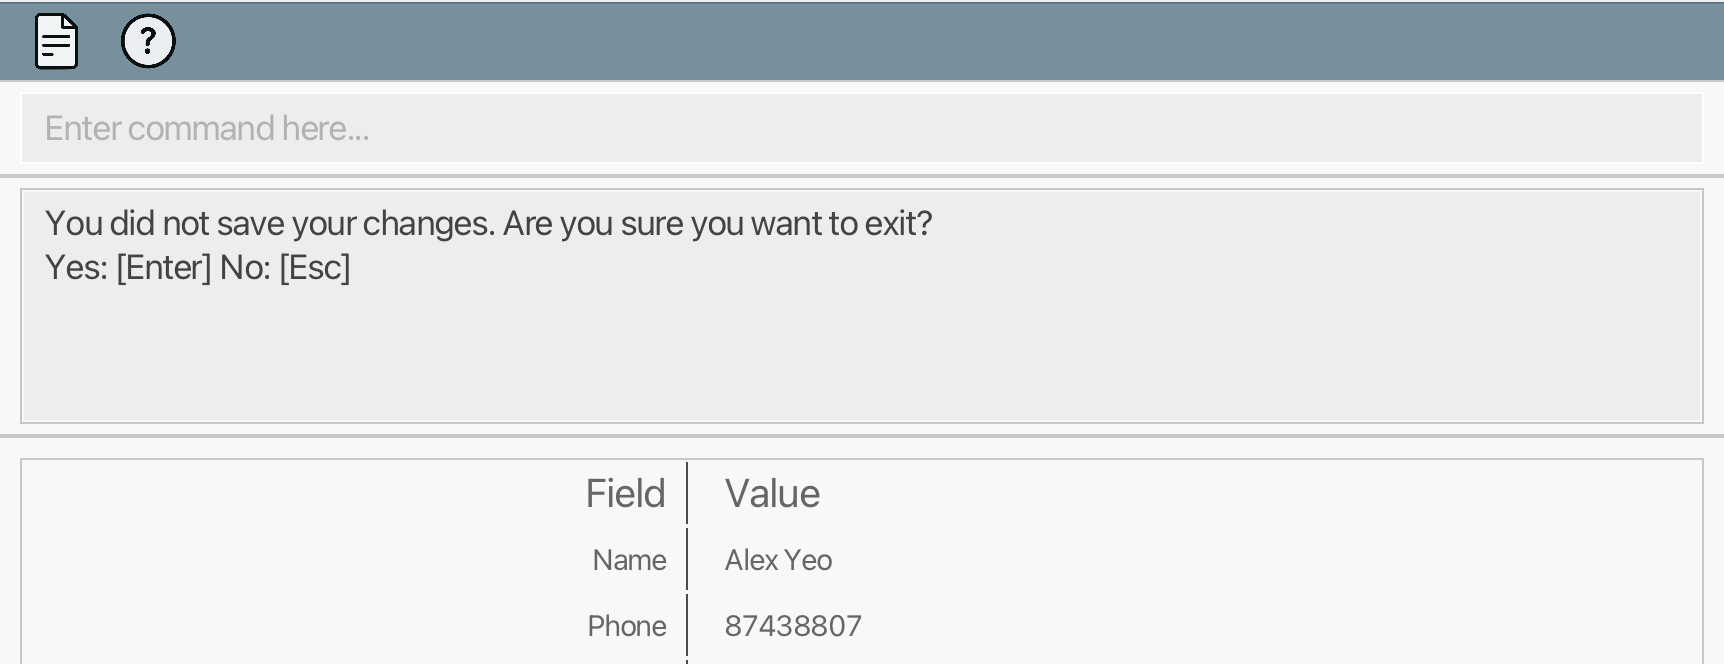 ?
Enter command here...
You did not save your changes. Are you sure you want to exit?
Yes: [Enter] No: [Esc]
Field Value
Name Alex Yeo
Phone 87438807